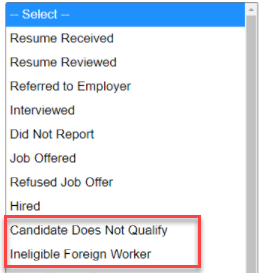 -- Select --
Resume Received
Resume Reviewed
Referred to Employer
Interviewed
Did Not Report
Job Offered
Refused Job Offer
Hired
Candidate Does Not Qualify
Ineligible Foreign Worker